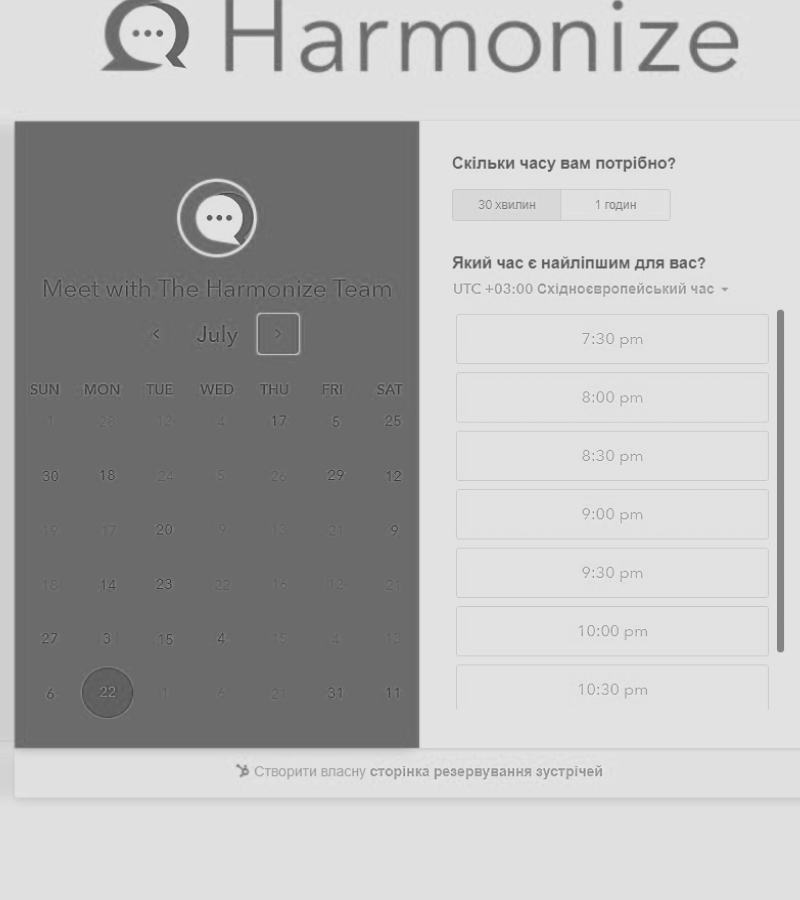 Harmonize
Meet with The Harmonize Team
July
SUN MON TUE WED THU FRI SAT
1 28 12 4 17 5 25
30 18 24 5 26 29 12
19 17 20 9 13 21 9
18 14 23 22 16 12 21
27 3 15 4 15 4 13
6 22 1 6 21 31 11
Скільки часу вам потрібно?
30 хвилин 1 годин
Який час є найліпшим для вас?
UTC +03:00 Східноєвропейський час
7:30 pm
8:00 pm
8:30 pm
9:00 pm
9:30 pm
10:00 pm
10:30 pm
Створити власну сторінка резервування зустрічей